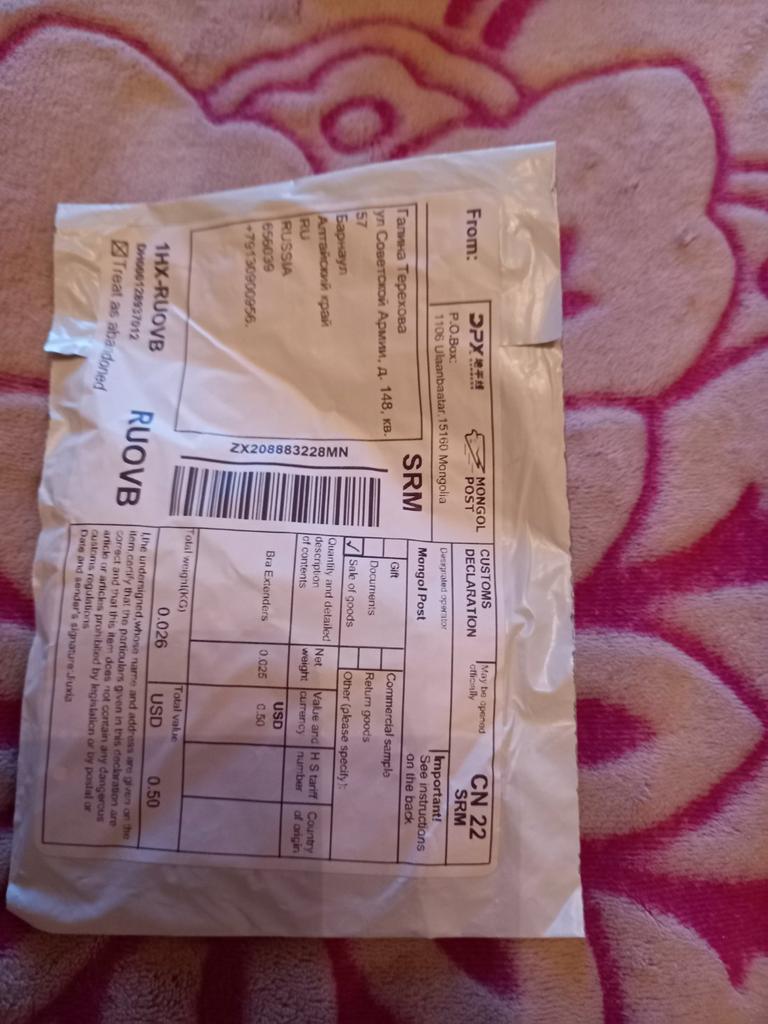 From:
DPX 地平线
EXPRESS
MONGOL
POST
P.O.Box:
1106 Ulaanbaatar,15160 Mongolia
Галина Терехова
ул Советской Армии, д. 148, кв.
57
Барнаул
Алтайский край
RU
RUSSIA
656039
+79130900956.
SRM
ZX208883228MN
1HX-RUOVB
Treat as abandoned
RUOVB
CUSTOMS
DECLARATION
May be opened
officially
CN 22
SRM
Designated operator
Mongol Post
Important!
See instructions
on the back
Gift
Commercial sample
Documents
Return goods
✓ Sale of goods
Other (please specify):
Quantity and detailed
description
of contents
Net
weight
Value and
currency
H S tariff
number
Country
of origin
Bra Extenders
0.025
USD
0.50
Total weight(KG)
0.026
Total value
USD
0.50
I,the undersigned,whose name and address are given on the
item,certify that the particulars given in this declaration are
correct and that this item does not contain any dangerous
article or articles prohibited by legislation or by postal or
customs regulations
Date and sender's signature:Juxia